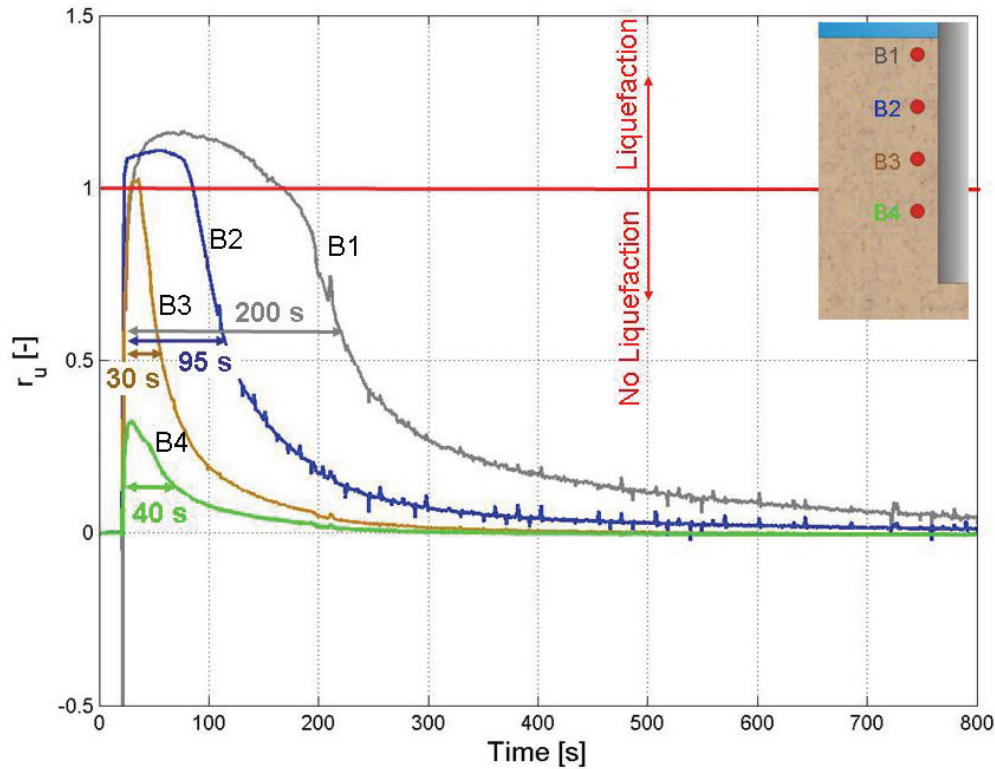 1.5
1
0.5
0
-0.5
r_u [-]
0
100
200
300
400
500
600
700
800
Time [s]
Liquefaction
No Liquefaction
B1
B2
B3
B4
B2
B1
B3
B4
200 s
95 s
30 s
40 s